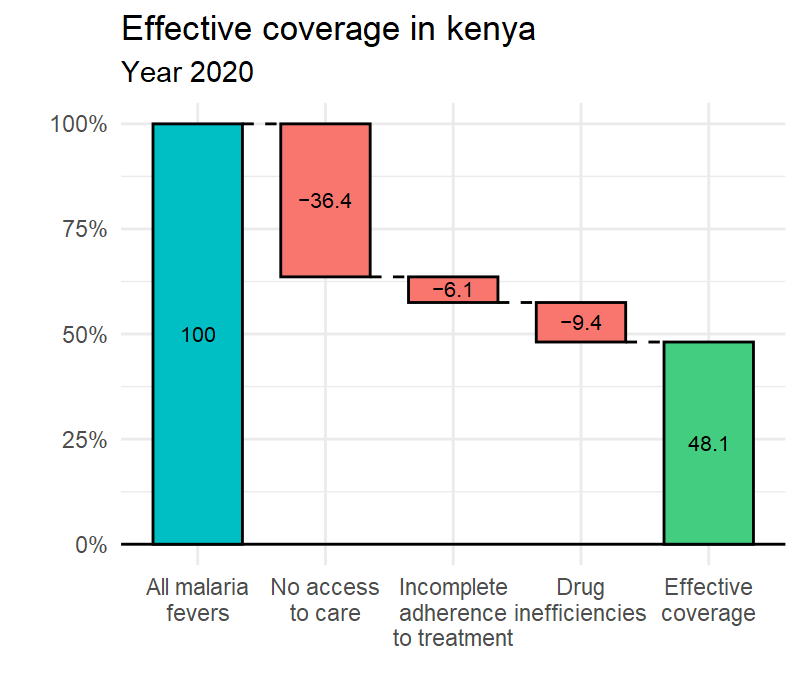 Effective coverage in kenya
Year 2020
100%
75%
50%
25%
0%
100
−36.4
−6.1
−9.4
48.1
All malaria
fevers
No access
to care
Incomplete
adherence
to treatment
Drug
inefficiencies
Effective
coverage